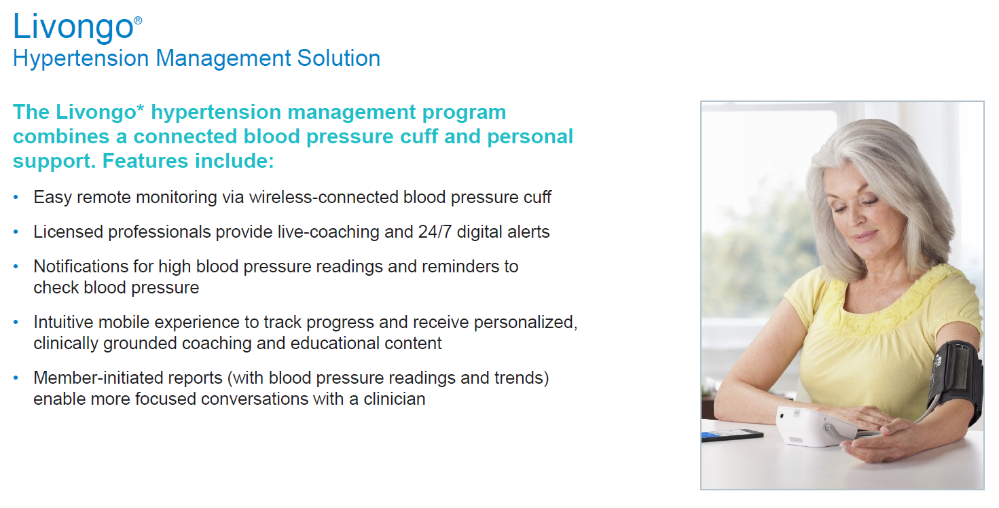 Livongo®
Hypertension Management Solution
The Livongo* hypertension management program
combines a connected blood pressure cuff and personal
support. Features include:
• Easy remote monitoring via wireless-connected blood pressure cuff
• Licensed professionals provide live-coaching and 24/7 digital alerts
• Notifications for high blood pressure readings and reminders to
check blood pressure
• Intuitive mobile experience to track progress and receive personalized,
clinically grounded coaching and educational content
• Member-initiated reports (with blood pressure readings and trends)
enable more focused conversations with a clinician